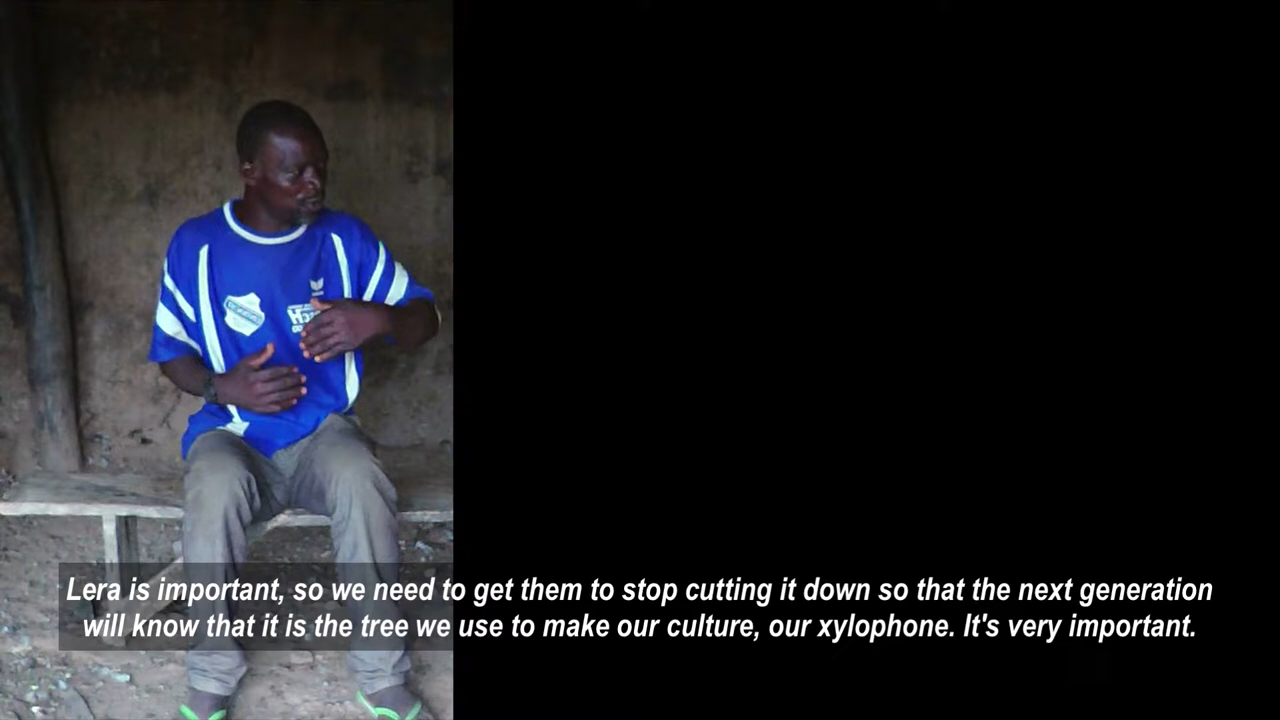 Lera is important, so we need to get them to stop cutting it down so that the next generation
will know that it is the tree we use to make our culture, our xylophone. It's very important.